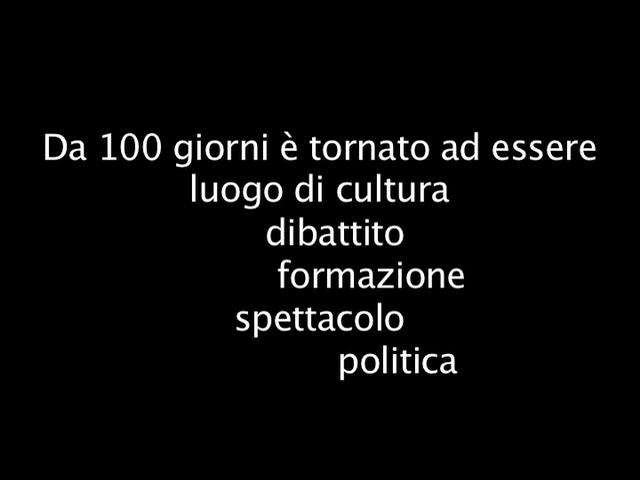 Da 100 giorni è tornato ad essere
luogo di cultura
dibattito
formazione
spettacolo
politica